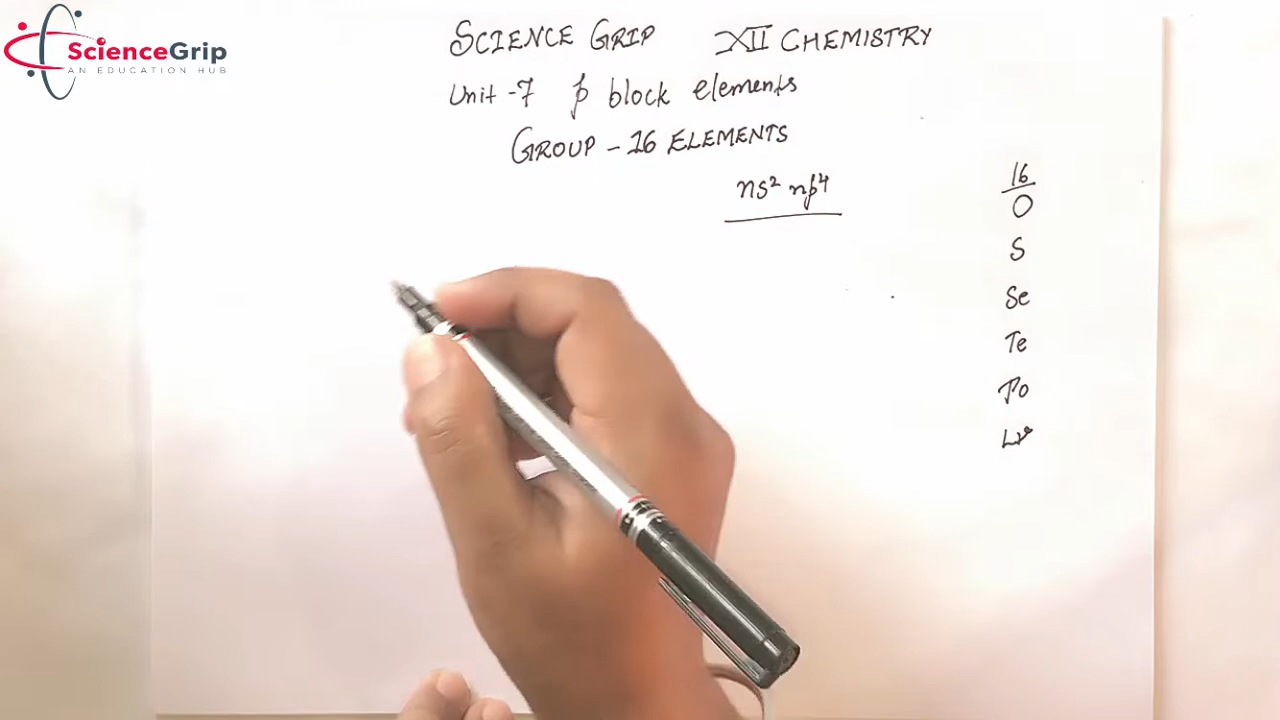 ScienceGrip
AN EDUCATION HUB
SCIENCE GRIP XII CHEMISTRY
Unit-7 p block elements
GROUP - 16 ELEMENTS
ns² np⁴
16
O
S
Se
Te
Po
Lv